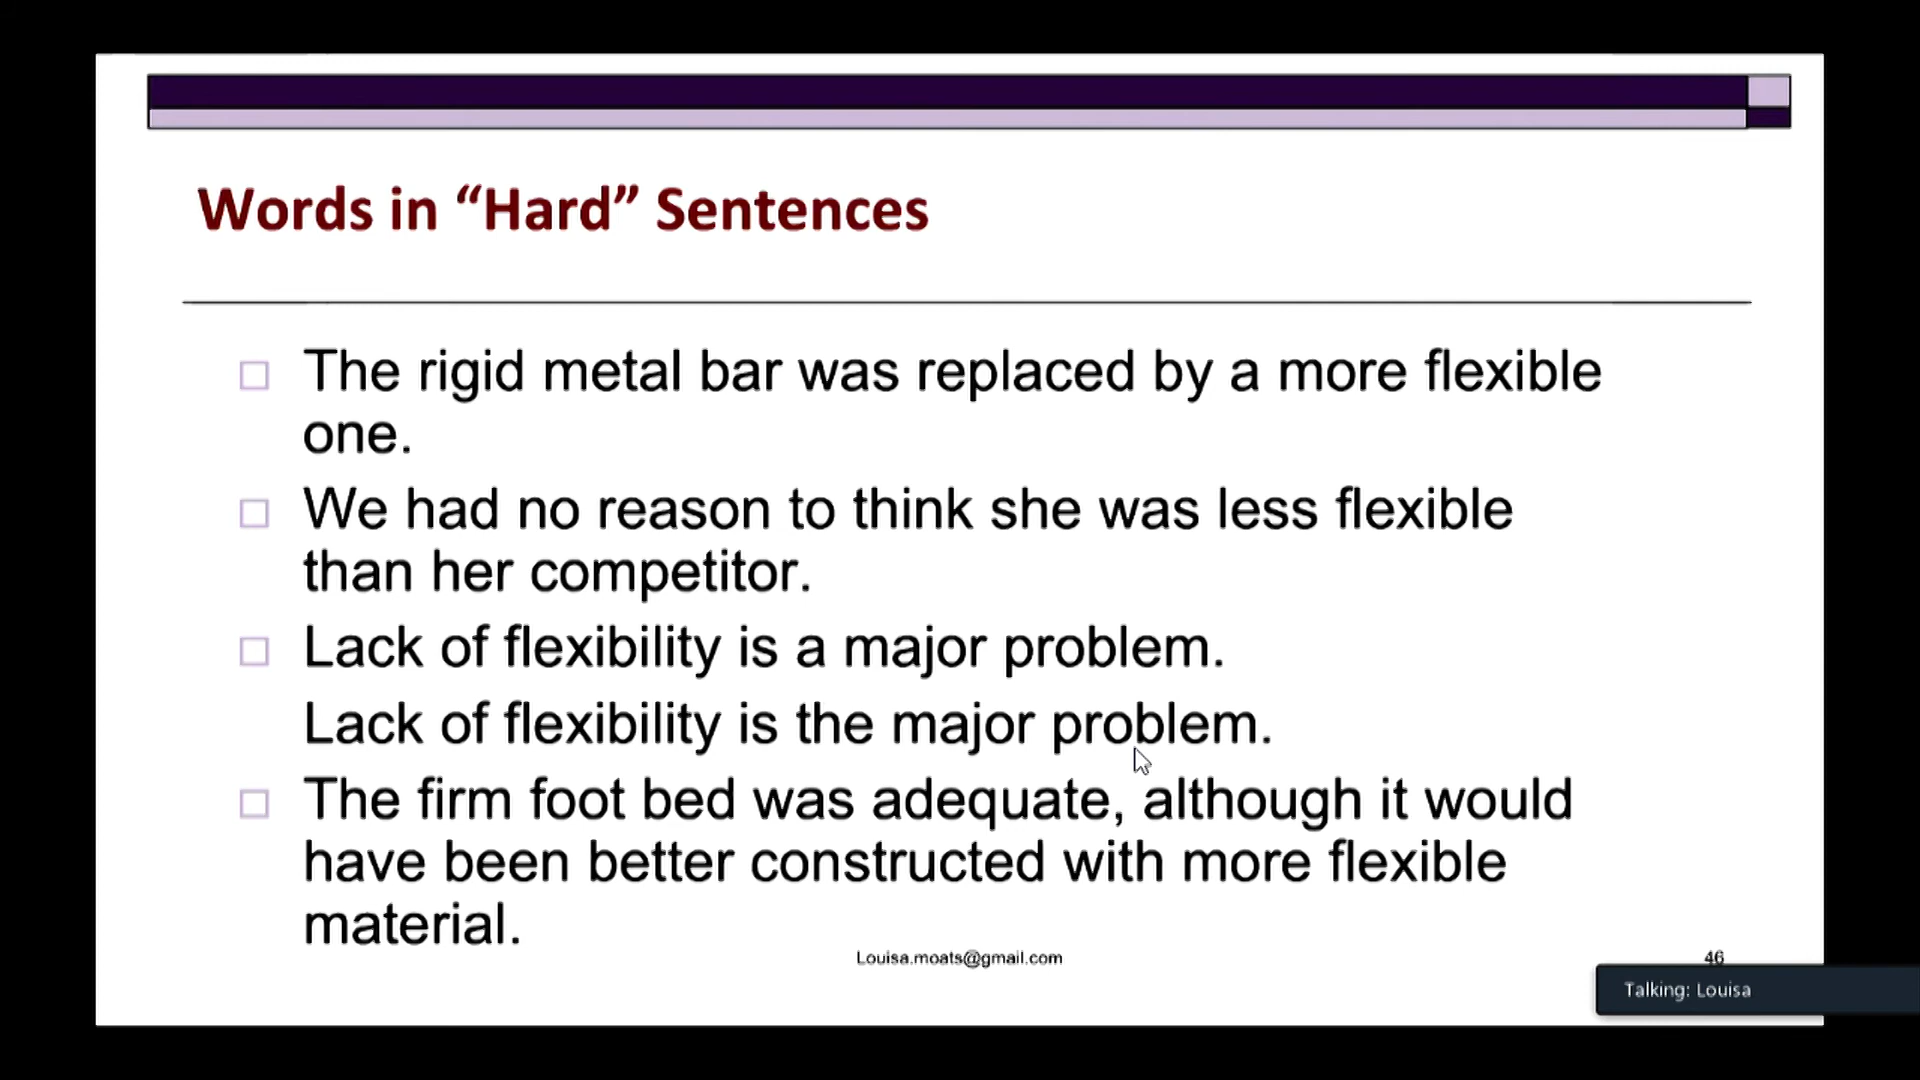 Words in “Hard” Sentences
The rigid metal bar was replaced by a more flexible
one.
We had no reason to think she was less flexible
than her competitor.
Lack of flexibility is a major problem.
Lack of flexibility is the major problem.
The firm foot bed was adequate, although it would
have been better constructed with more flexible
material.
Louisa.moats@gmail.com
46
Talking: Louisa